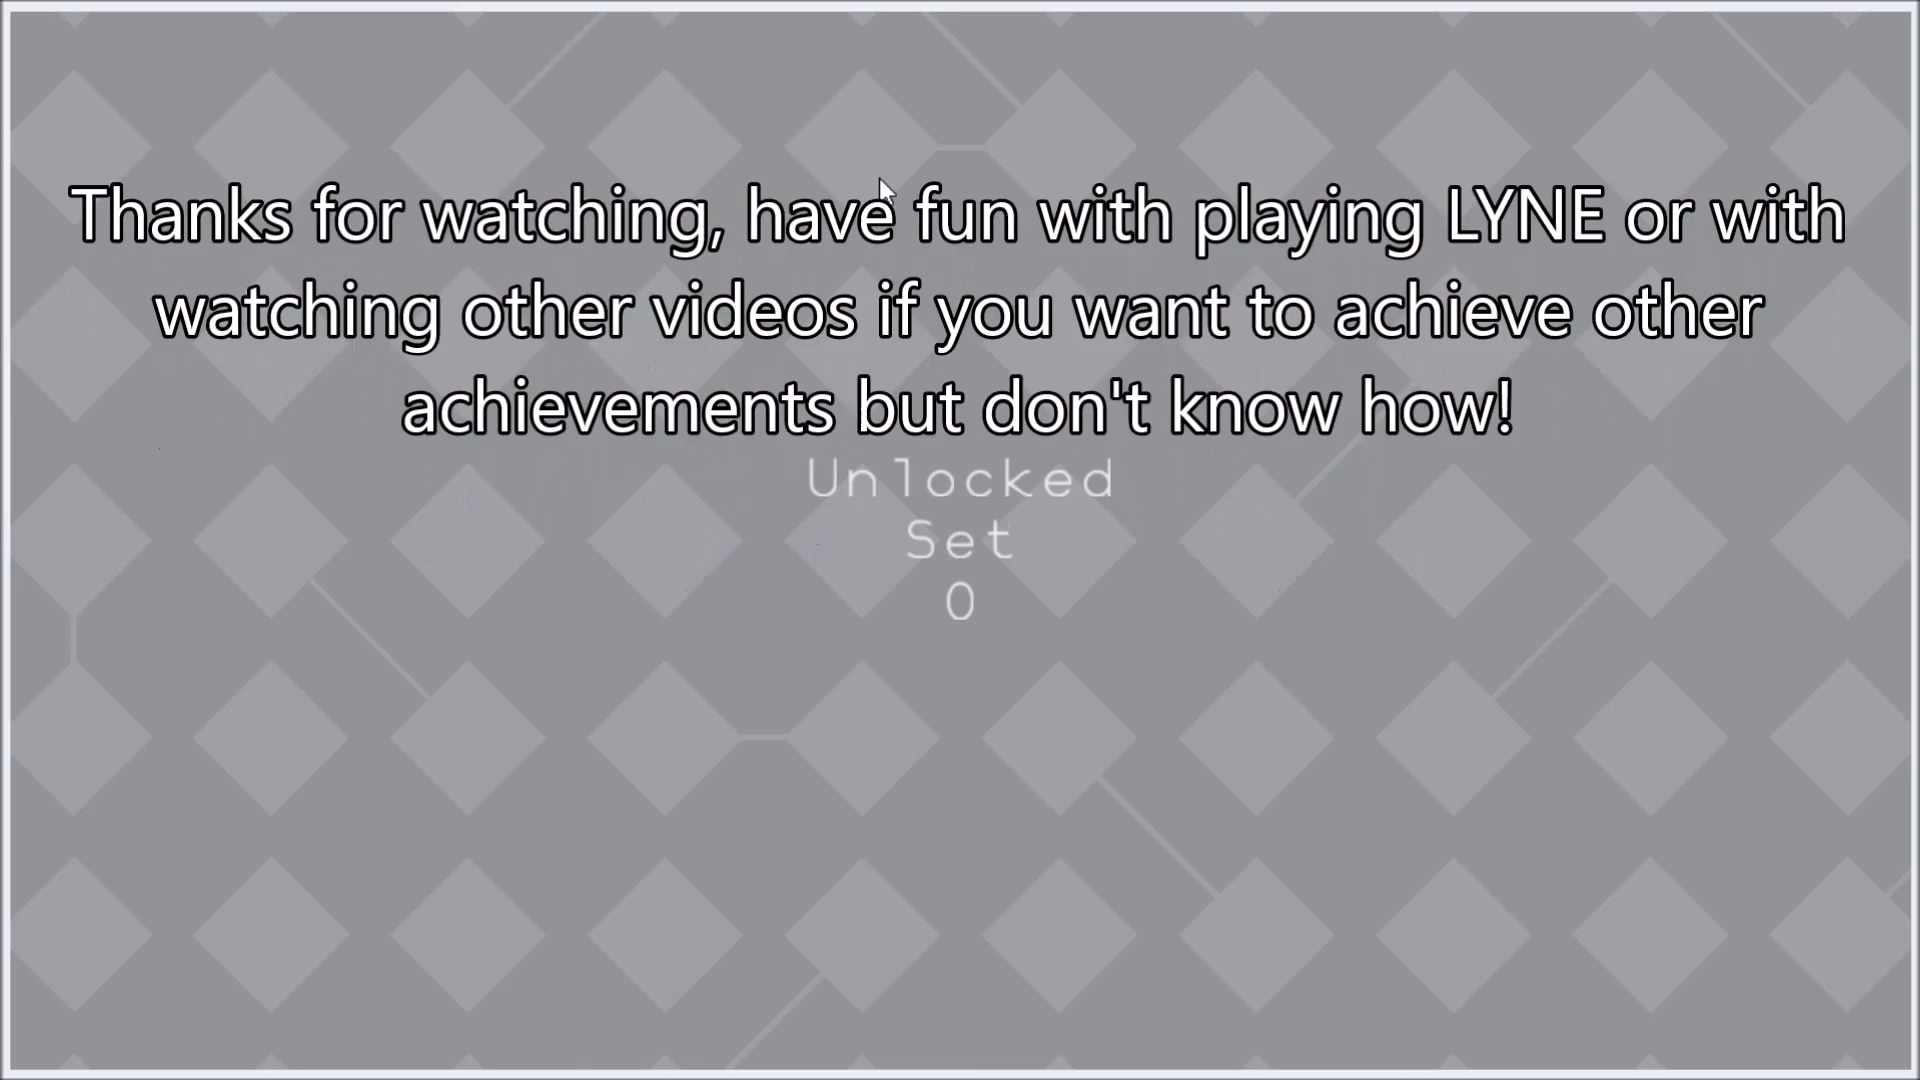 Thanks for watching, have fun with playing LYNE or with
watching other videos if you want to achieve other
achievements but don't know how!
Unlocked
Set
0